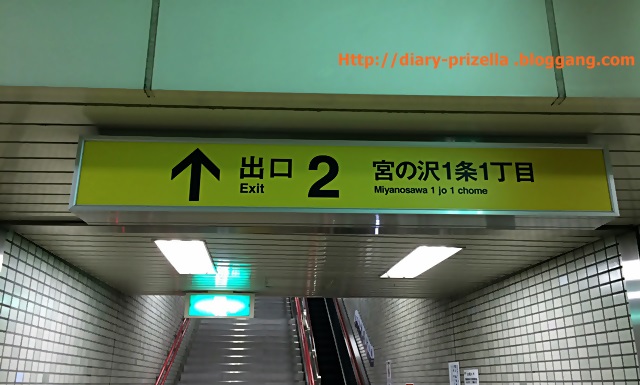 Http://diary-prizella .bloggang.com
↑ 出口 2 宮の沢1条1丁目
Exit Miyanosawa 1 jo 1 chome